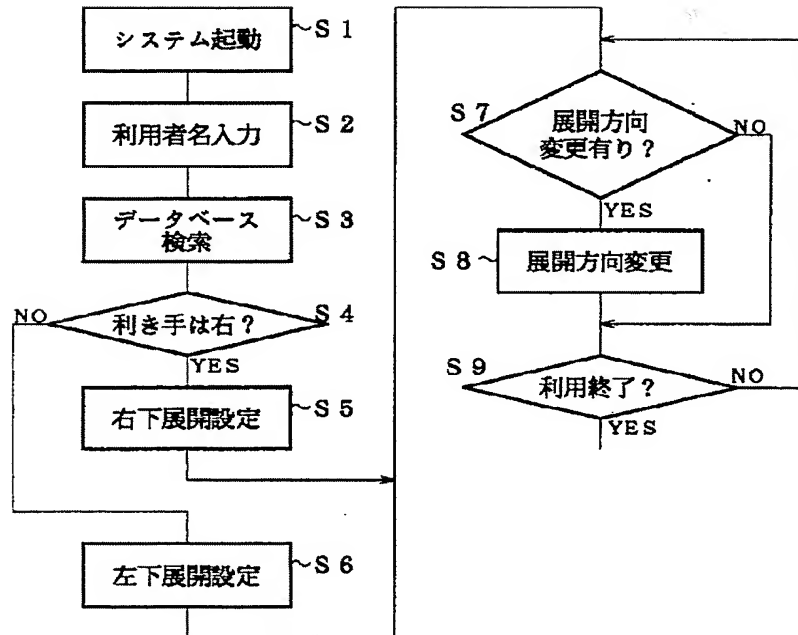 システム起動
～S 1
利用者名入力
～S 2
データベース
検索
～S 3
利き手は右?
S 4
NO
YES
右下展開設定
～S 5
左下展開設定
～S 6
S 7
展開方向
変更有り?
NO
YES
S 8～
展開方向変更
S 9
利用終了?
NO
YES